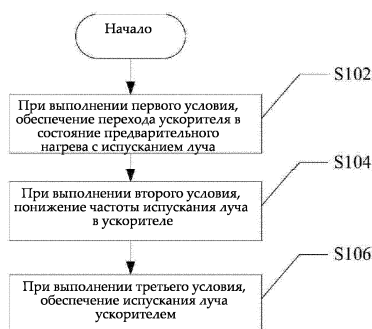 Начало
S102
При выполнении первого условия,
обеспечение перехода ускорителя в
состояние предварительного
нагрева с испусканием луча
S104
При выполнении второго условия,
понижение частоты испускания луча
в ускорителе
S106
При выполнении третьего условия,
обеспечение испускания луча
ускорителем